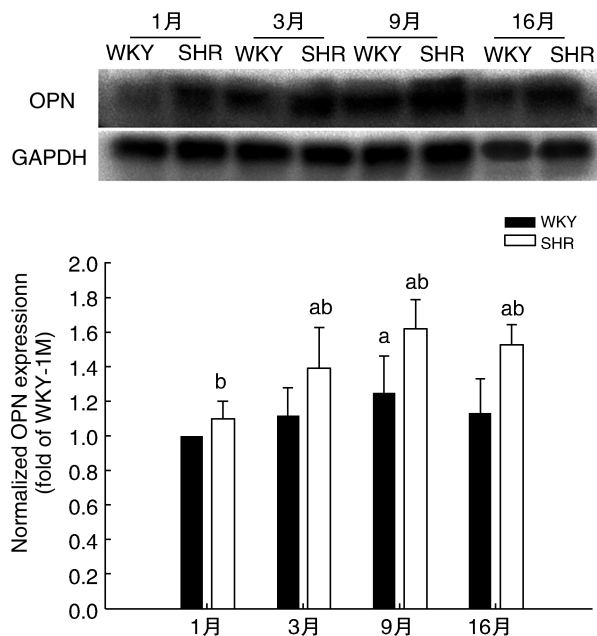 1月 3月 9月 16月
WKY SHR WKY SHR WKY SHR WKY SHR
OPN
GAPDH
WKY
SHR
Normalized OPN expressionn
(fold of WKY-1M)
2.0
1.8
1.6
1.4
1.2
1.0
0.8
0.6
0.4
0.2
0.0
b
ab
a
ab
ab
1月 3月 9月 16月